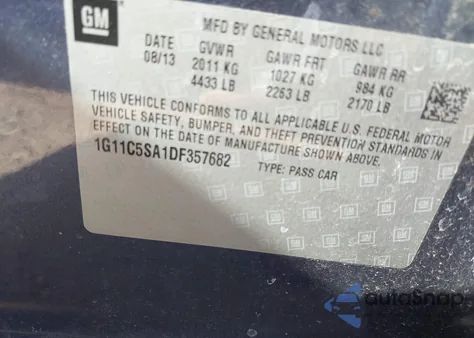 GM
MFD BY GENERAL MOTORS LLC
DATE GVWR GAWR FRT GAWR RR
08/13 2011 KG 1027 KG 984 KG
4433 LB 2263 LB 2170 LB
THIS VEHICLE CONFORMS TO ALL APPLICABLE U.S. FEDERAL MOTOR
VEHICLE SAFETY, BUMPER, AND THEFT PREVENTION STANDARDS IN
EFFECT ON THE DATE OF MANUFACTURE SHOWN ABOVE.
1G11C5SA1DF357682 TYPE: PASS CAR
autoSnap